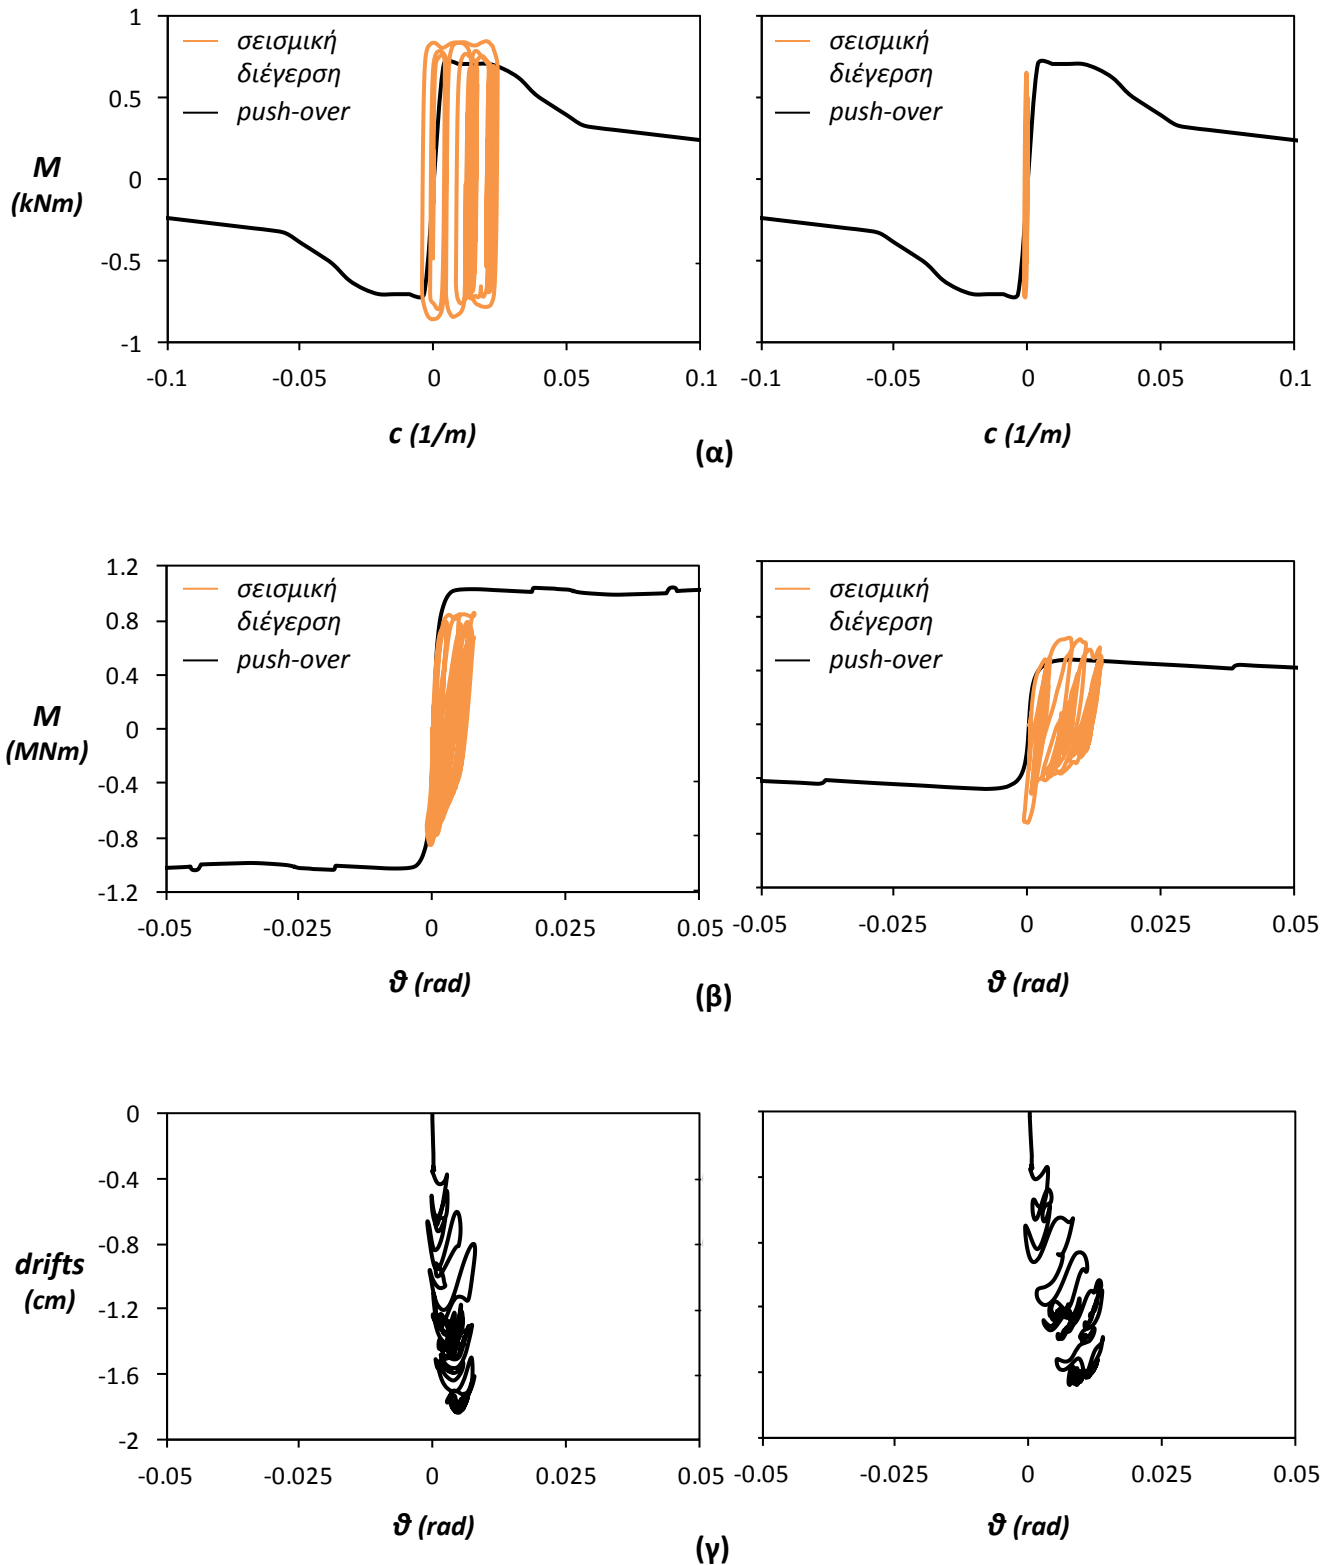 1
0.5
0
-0.5
-1
M
(kNm)
σεισμική
διέγερση
push-over
-0.1
-0.05
0
0.05
0.1
c (1/m)
σεισμική
διέγερση
push-over
-0.1
-0.05
0
0.05
0.1
c (1/m)
(α)
1.2
0.8
0.4
0
-0.4
-0.8
-1.2
M
(MNm)
σεισμική
διέγερση
push-over
-0.05
-0.025
0
0.025
0.05
ϑ (rad)
σεισμική
διέγερση
push-over
-0.05
-0.025
0
0.025
0.05
ϑ (rad)
(β)
0
-0.4
-0.8
-1.2
-1.6
-2
drifts
(cm)
-0.05
-0.025
0
0.025
0.05
ϑ (rad)
-0.05
-0.025
0
0.025
0.05
ϑ (rad)
(γ)